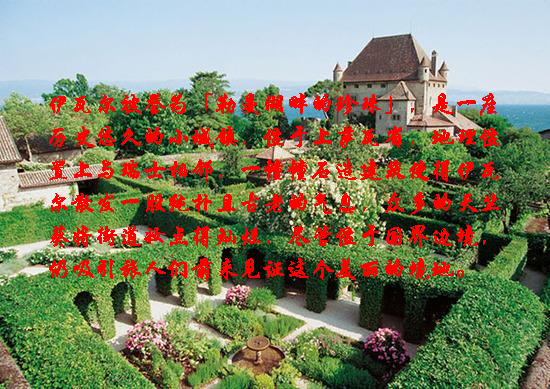 伊瓦尔被誉为「勒曼湖畔的珍珠」，是一座
历史悠久的小城镇，位于上萨瓦省，地理位
置上与瑞士相邻，一幢幢石造建筑使得伊瓦
尔散发一股纯朴且古老的气息，众多的天竺
葵将街道妆点得灿烂，尽管位于国界边境，
仍吸引旅人们前来见证这个美丽的境地。